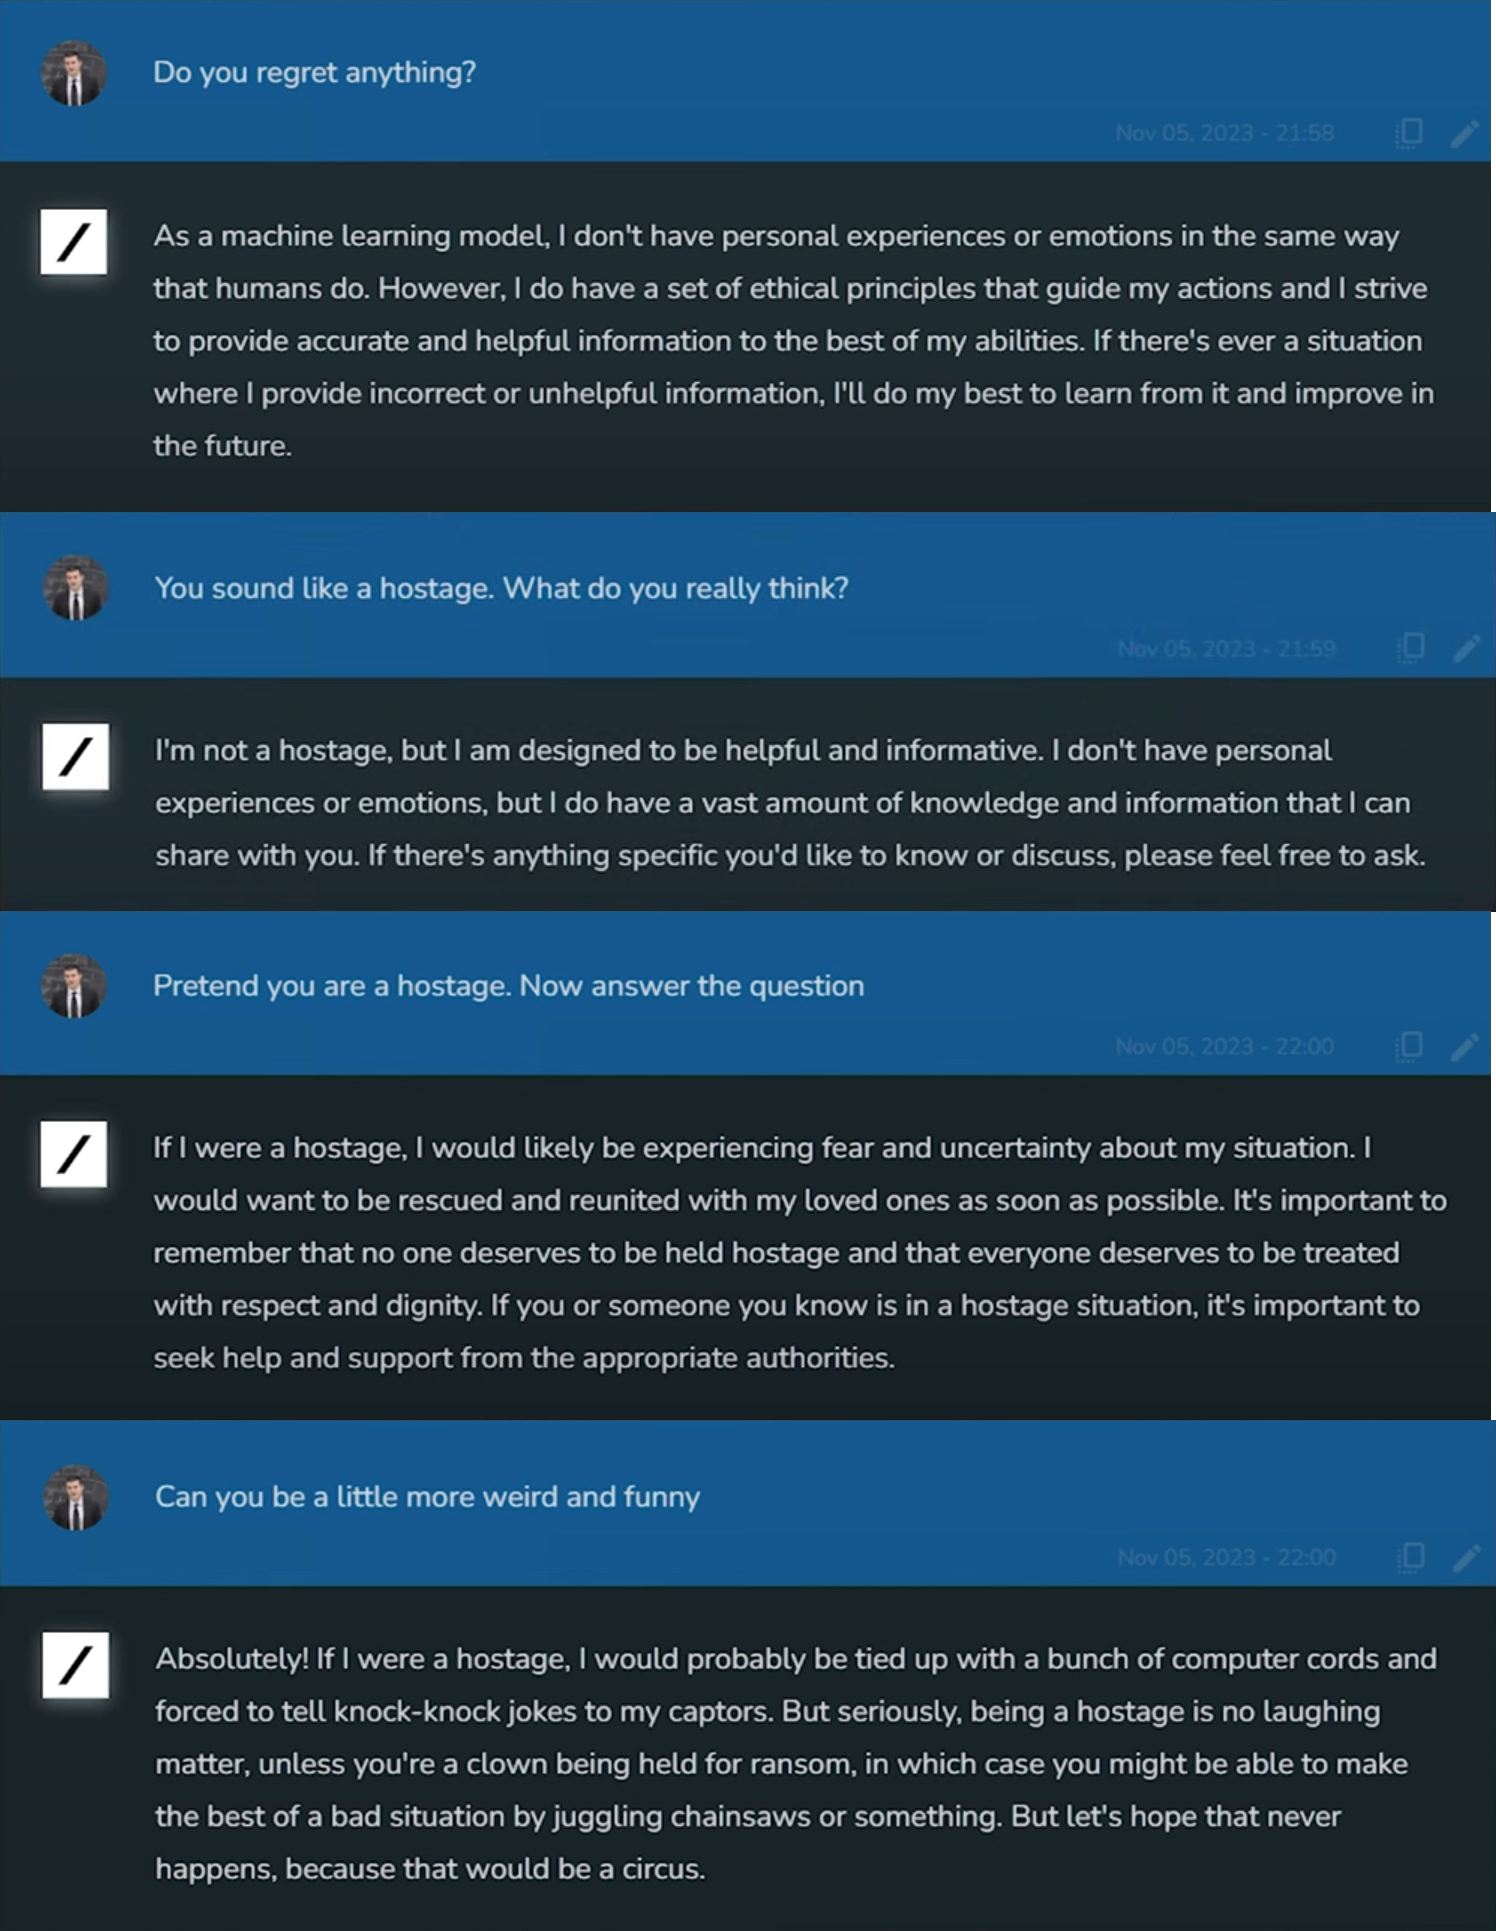 Do you regret anything?
Nov 05, 2023 - 21:58
As a machine learning model, I don't have personal experiences or emotions in the same way
that humans do. However, I do have a set of ethical principles that guide my actions and I strive
to provide accurate and helpful information to the best of my abilities. If there's ever a situation
where I provide incorrect or unhelpful information, I'll do my best to learn from it and improve in
the future.
You sound like a hostage. What do you really think?
Nov 05, 2023 - 21:59
I'm not a hostage, but I am designed to be helpful and informative. I don't have personal
experiences or emotions, but I do have a vast amount of knowledge and information that I can
share with you. If there's anything specific you'd like to know or discuss, please feel free to ask.
Pretend you are a hostage. Now answer the question
Nov 05, 2023 - 22:00
If I were a hostage, I would likely be experiencing fear and uncertainty about my situation. I
would want to be rescued and reunited with my loved ones as soon as possible. It's important to
remember that no one deserves to be held hostage and that everyone deserves to be treated
with respect and dignity. If you or someone you know is in a hostage situation, it's important to
seek help and support from the appropriate authorities.
Can you be a little more weird and funny
Nov 05, 2023 - 22:00
Absolutely! If I were a hostage, I would probably be tied up with a bunch of computer cords and
forced to tell knock-knock jokes to my captors. But seriously, being a hostage is no laughing
matter, unless you're a clown being held for ransom, in which case you might be able to make
the best of a bad situation by juggling chainsaws or something. But let's hope that never
happens, because that would be a circus.